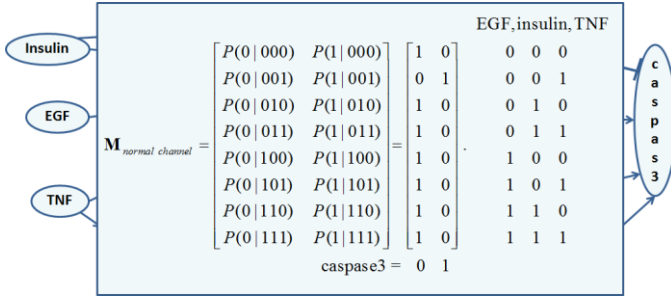 EGF,insulin,TNF
Insulin
EGF
TNF
M normal channel = [P(0|000) P(1|000)] = [1 0] . 0 0 0
P(0|001) P(1|001) 0 1 0 0 1
P(0|010) P(1|010) 1 0 0 1 0
P(0|011) P(1|011) 1 0 0 1 1
P(0|100) P(1|100) 1 0 1 0 0
P(0|101) P(1|101) 1 0 1 0 1
P(0|110) P(1|110) 1 0 1 1 0
P(0|111) P(1|111) 1 0 1 1 1
caspase3 = 0 1
caspas3